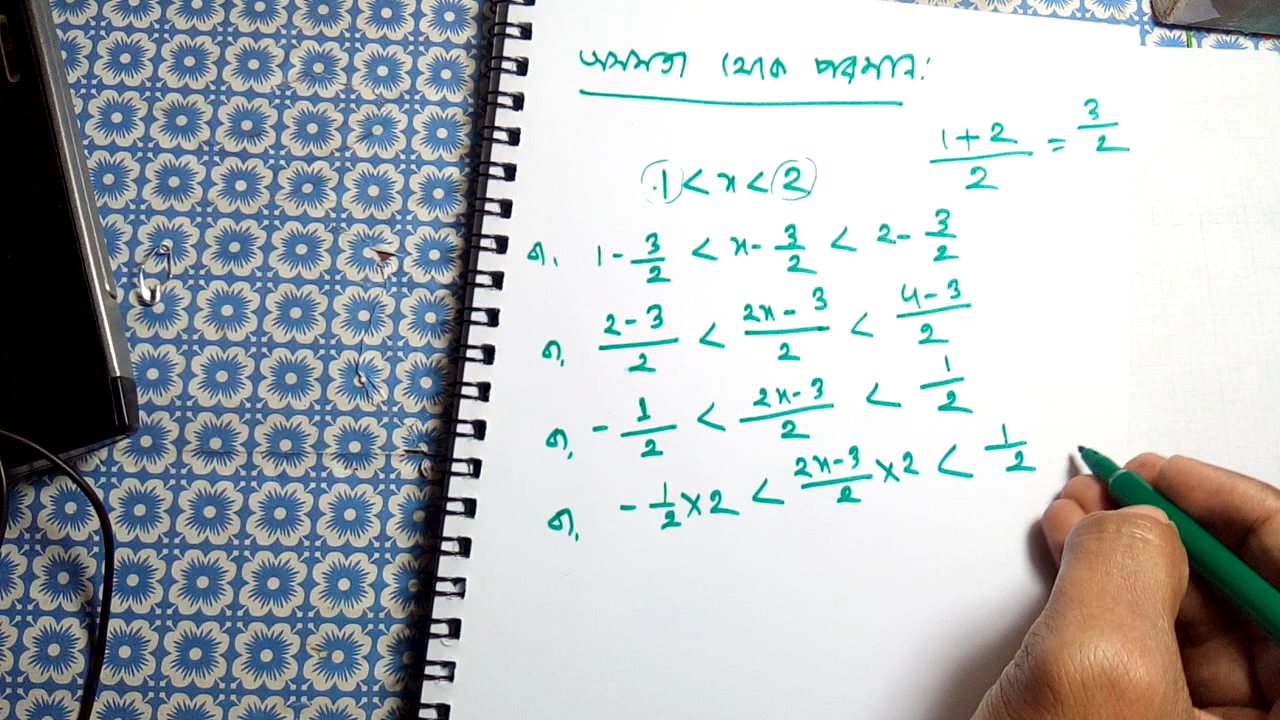 অসমতা থেকে পরমমান:
1 < x < 2
1+2/2 = 3/2
বা, 1 - 3/2 < x - 3/2 < 2 - 3/2
বা, 2-3/2 < 2x-3/2 < 4-3/2
বা, -1/2 < 2x-3/2 < 1/2
বা, -1/2 × 2 < 2x-3/2 × 2 < 1/2